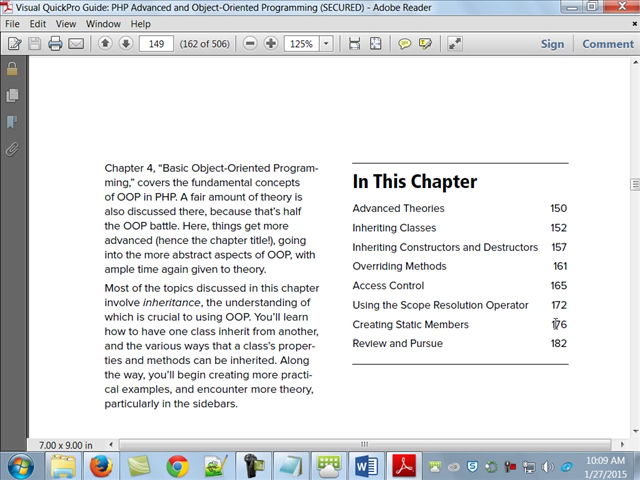 Visual QuickPro Guide: PHP Advanced and Object-Oriented Programming (SECURED) - Adobe Reader
File Edit View Window Help
149 (162 of 506) 125% Sign Comment
Chapter 4, “Basic Object-Oriented Program-
ming,” covers the fundamental concepts
of OOP in PHP. A fair amount of theory is
also discussed there, because that’s half
the OOP battle. Here, things get more
advanced (hence the chapter title!), going
into the more abstract aspects of OOP, with
ample time again given to theory.
Most of the topics discussed in this chapter
involve inheritance, the understanding of
which is crucial to using OOP. You’ll learn
how to have one class inherit from another,
and the various ways that a class’s proper-
ties and methods can be inherited. Along
the way, you’ll begin creating more practi-
cal examples, and encounter more theory,
particularly in the sidebars.
In This Chapter
Advanced Theories 150
Inheriting Classes 152
Inheriting Constructors and Destructors 157
Overriding Methods 161
Access Control 165
Using the Scope Resolution Operator 172
Creating Static Members 176
Review and Pursue 182
7.00 x 9.00 in
10:09 AM
1/27/2015